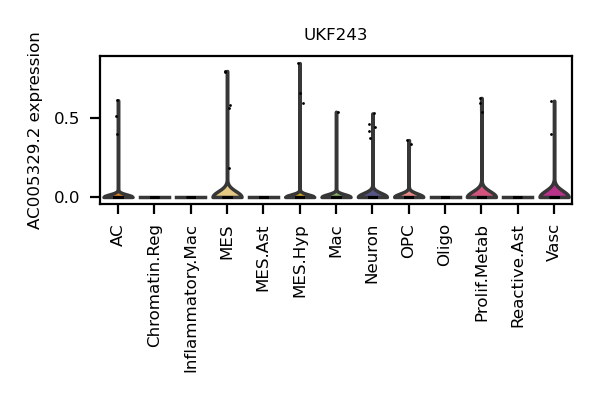 UKF243
AC005329.2 expression
0.5
0.0
AC
Chromatin.Reg
Inflammatory.Mac
MES
MES.Ast
MES.Hyp
Mac
Neuron
OPC
Oligo
Prolif.Metab
Reactive.Ast
Vasc